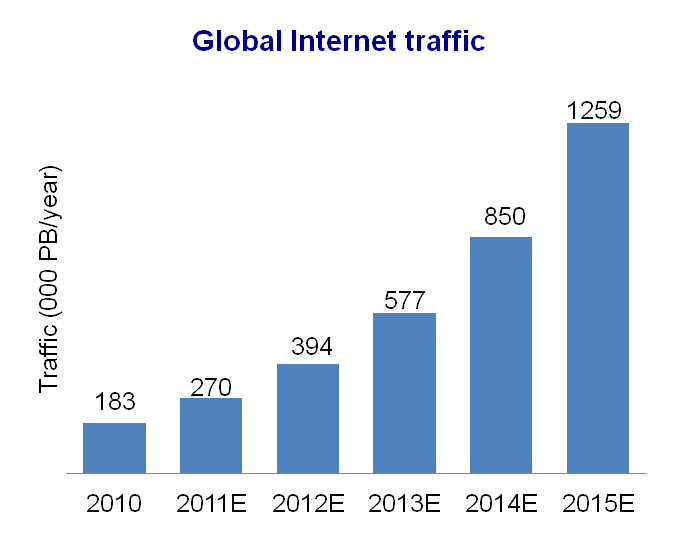 Global Internet traffic
Traffic (000 PB/year)
183
270
394
577
850
1259
2010
2011E
2012E
2013E
2014E
2015E